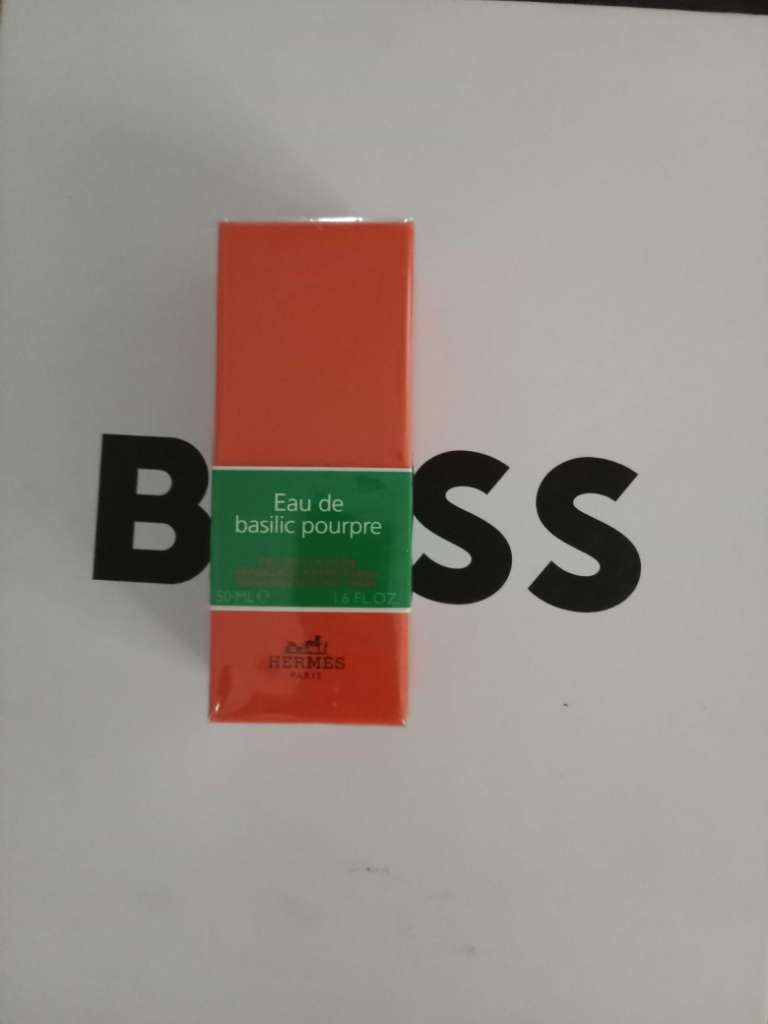 B SS
Eau de
basilic pourpre
50 ML ℮ 1.6 FL.OZ.
HERMÈS
PARIS